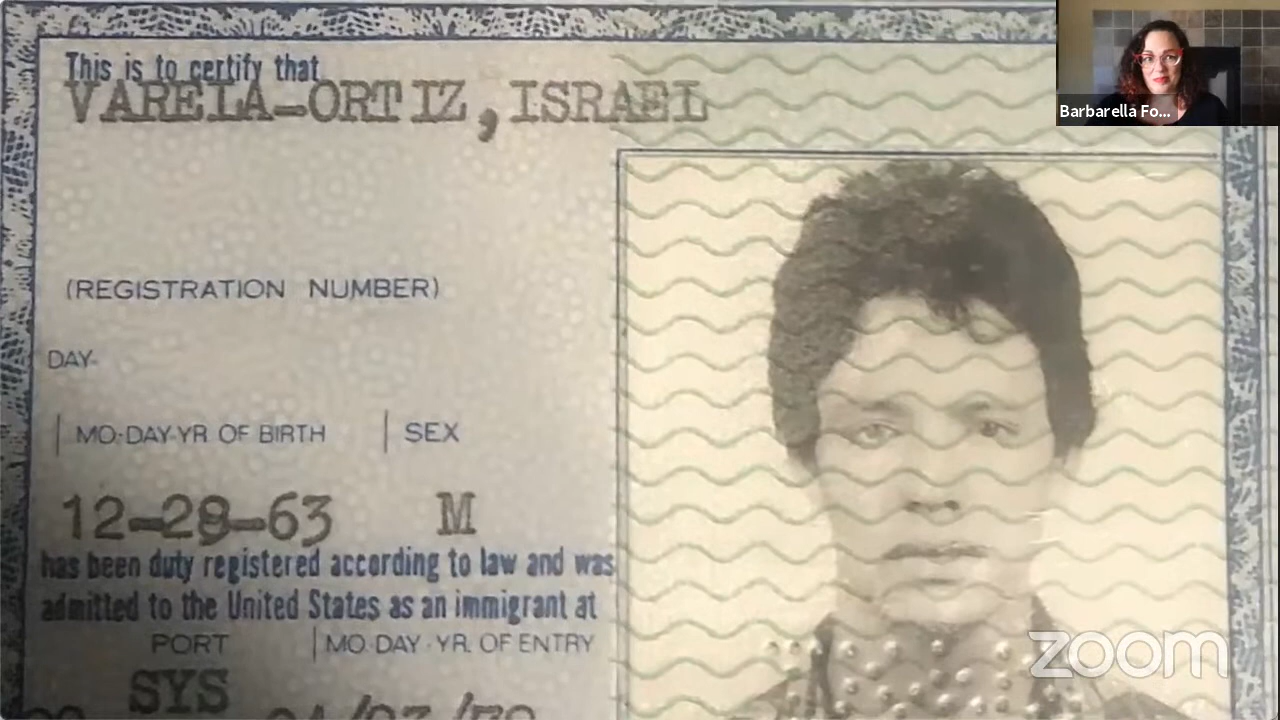 This is to certify that
VARELA-ORTIZ, ISRAEL
(REGISTRATION NUMBER)
DAY-
MO-DAY-YR OF BIRTH SEX
12-28-63 M
has been duty registered according to law and was
admitted to the United States as an immigrant at
PORT MO. DAY - YR. OF ENTRY
SYS
Barbarella Fo...
zoom